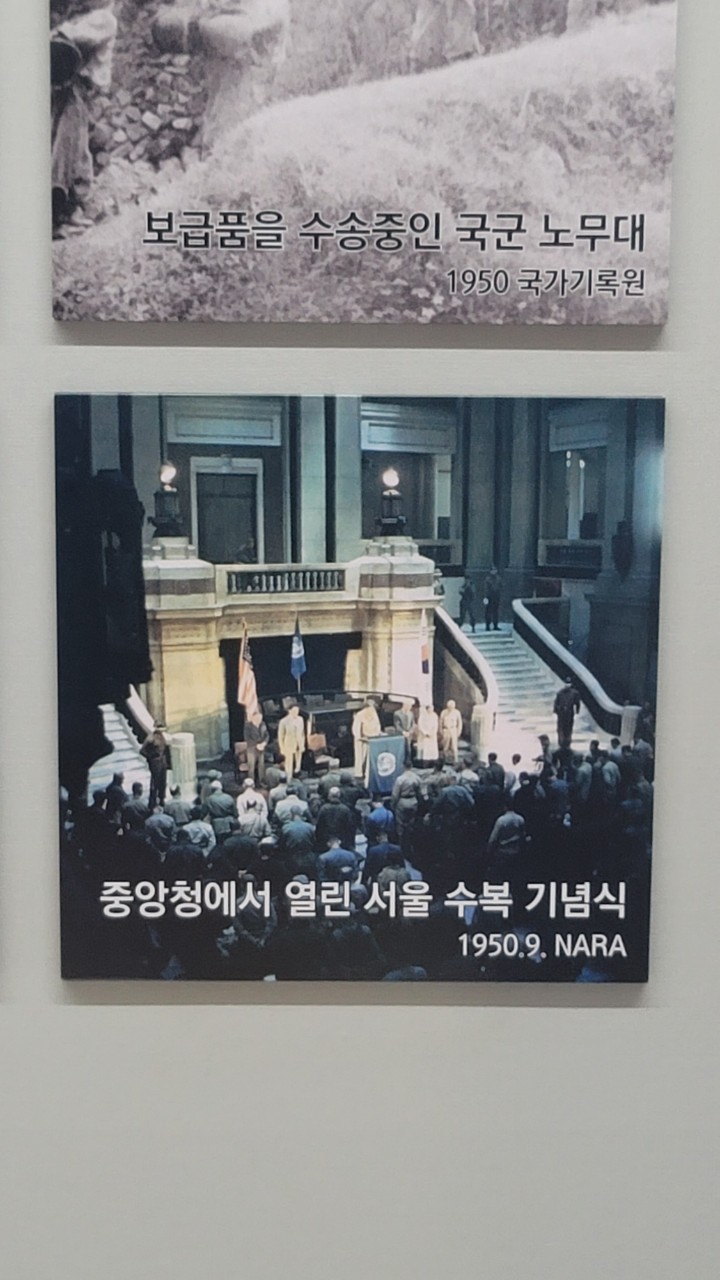 보급품을 수송중인 국군 노무대
1950 국가기록원
중앙청에서 열린 서울 수복 기념식
1950.9. NARA